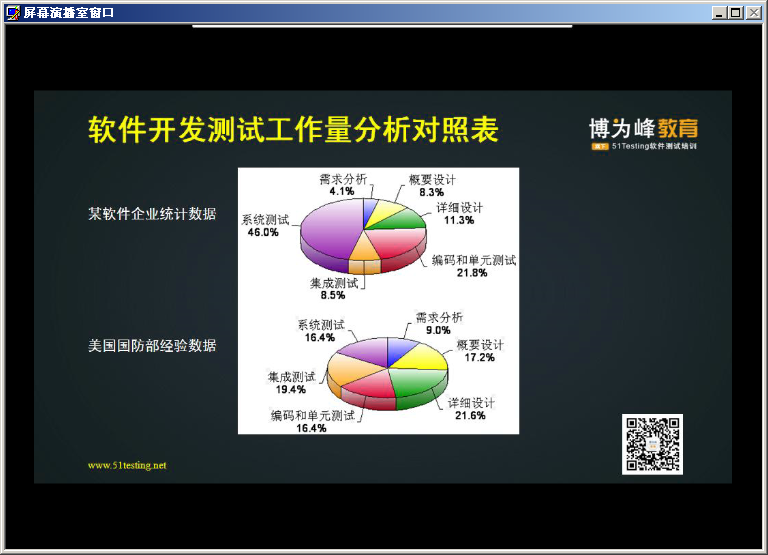 屏幕演播室窗口
软件开发测试工作量分析对照表
博为峰教育
旗下 51Testing软件测试培训
某软件企业统计数据
需求分析
4.1%
概要设计
8.3%
详细设计
11.3%
编码和单元测试
21.8%
集成测试
8.5%
系统测试
46.0%
美国国防部经验数据
需求分析
9.0%
概要设计
17.2%
详细设计
21.6%
编码和单元测试
16.4%
集成测试
19.4%
系统测试
16.4%
www.51testing.net